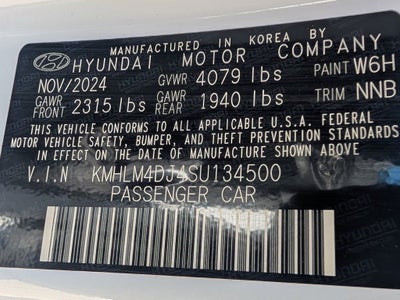 MANUFACTURED IN KOREA BY
HYUNDAI MOTOR COMPANY
NOV/2024 GVWR 4079 lbs PAINT W6H
GAWR FRONT 2315 lbs GAWR REAR 1940 lbs TRIM NNB
THIS VEHICLE CONFORMS TO ALL APPLICABLE U.S.A. FEDERAL
MOTOR VEHICLE SAFETY, BUMPER, AND THEFT PREVENTION STANDARDS
IN EFFECT ON THE DATE OF MANUFACTURE SHOWN ABOVE.
V.I.N KMHLM4DJ4SU134500
PASSENGER CAR